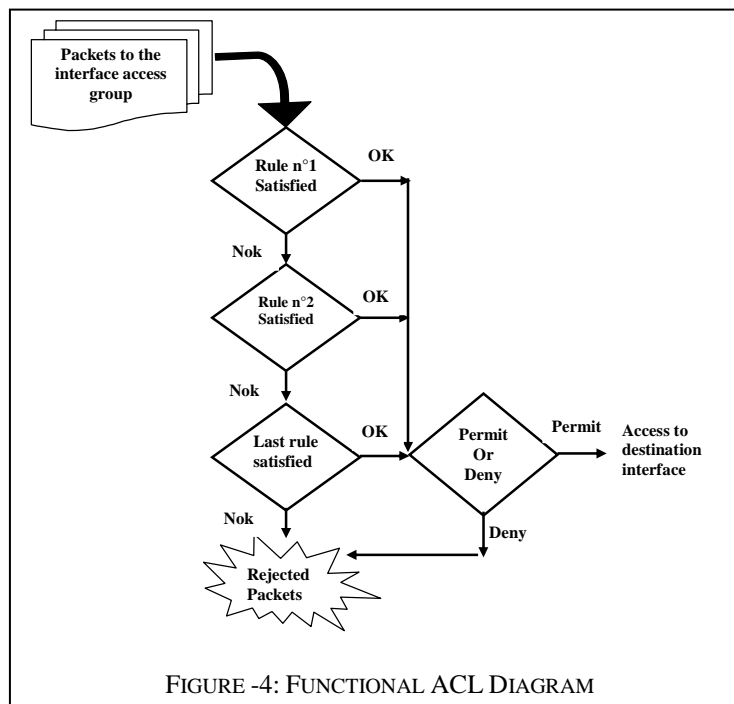 Packets to the
interface access
group
Rule n°1
Satisfied
OK
Nok
Rule n°2
Satisfied
OK
Nok
Last rule
satisfied
OK
Permit
Or
Deny
Permit
Access to
destination
interface
Nok
Deny
Rejected
Packets
FIGURE -4: FUNCTIONAL ACL DIAGRAM